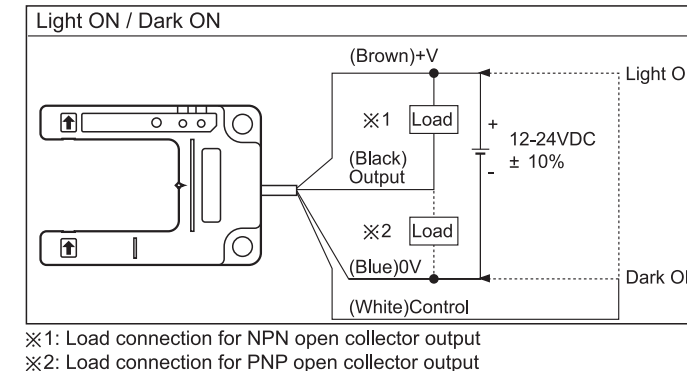 Light ON / Dark ON
(Brown)+V
Light O
※1 Load
+
12-24VDC
± 10%
-
(Black)
Output
※2 Load
(Blue)0V
Dark O
(White)Control
※1: Load connection for NPN open collector output
※2: Load connection for PNP open collector output